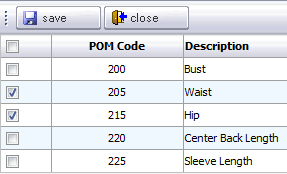 save close
POM Code Description
200 Bust
205 Waist
215 Hip
220 Center Back Length
225 Sleeve Length